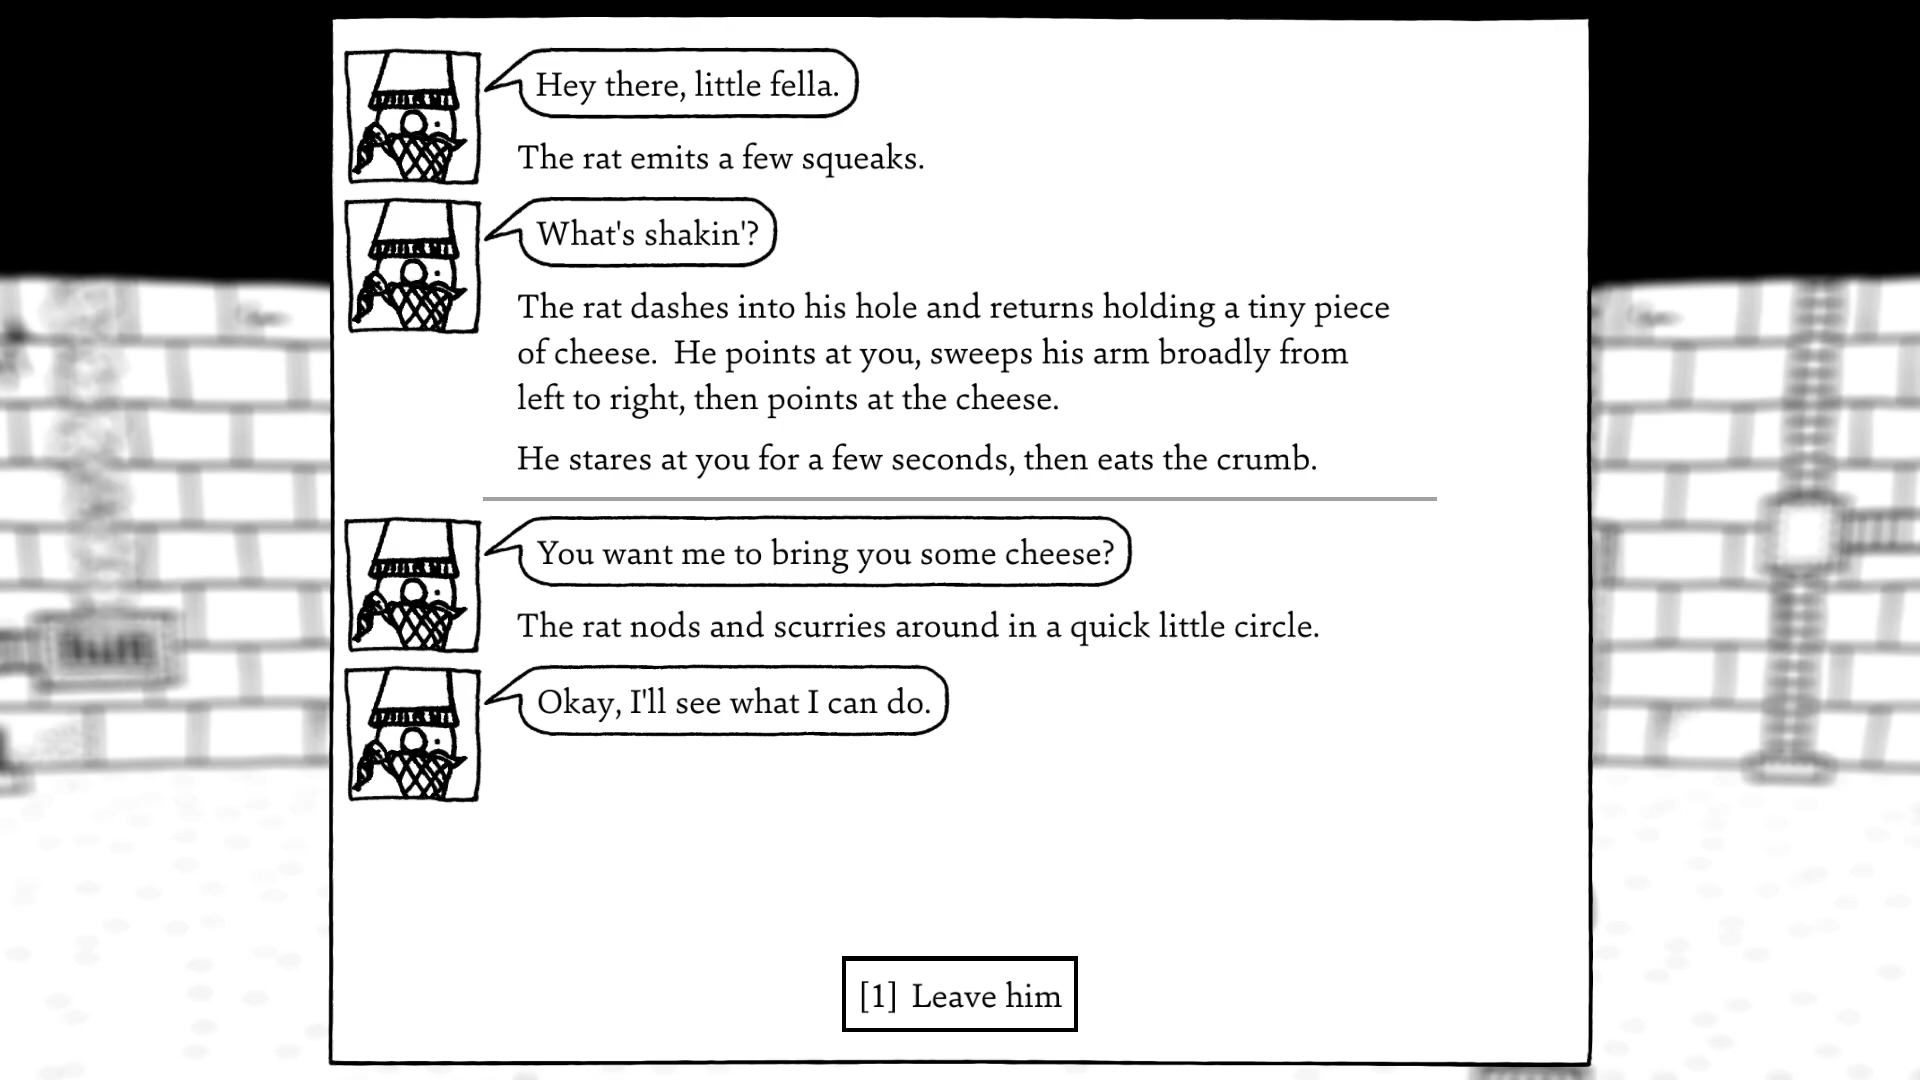 Hey there, little fella.
The rat emits a few squeaks.
What's shakin'?
The rat dashes into his hole and returns holding a tiny piece
of cheese.  He points at you, sweeps his arm broadly from
left to right, then points at the cheese.
He stares at you for a few seconds, then eats the crumb.
You want me to bring you some cheese?
The rat nods and scurries around in a quick little circle.
Okay, I'll see what I can do.
[1] Leave him